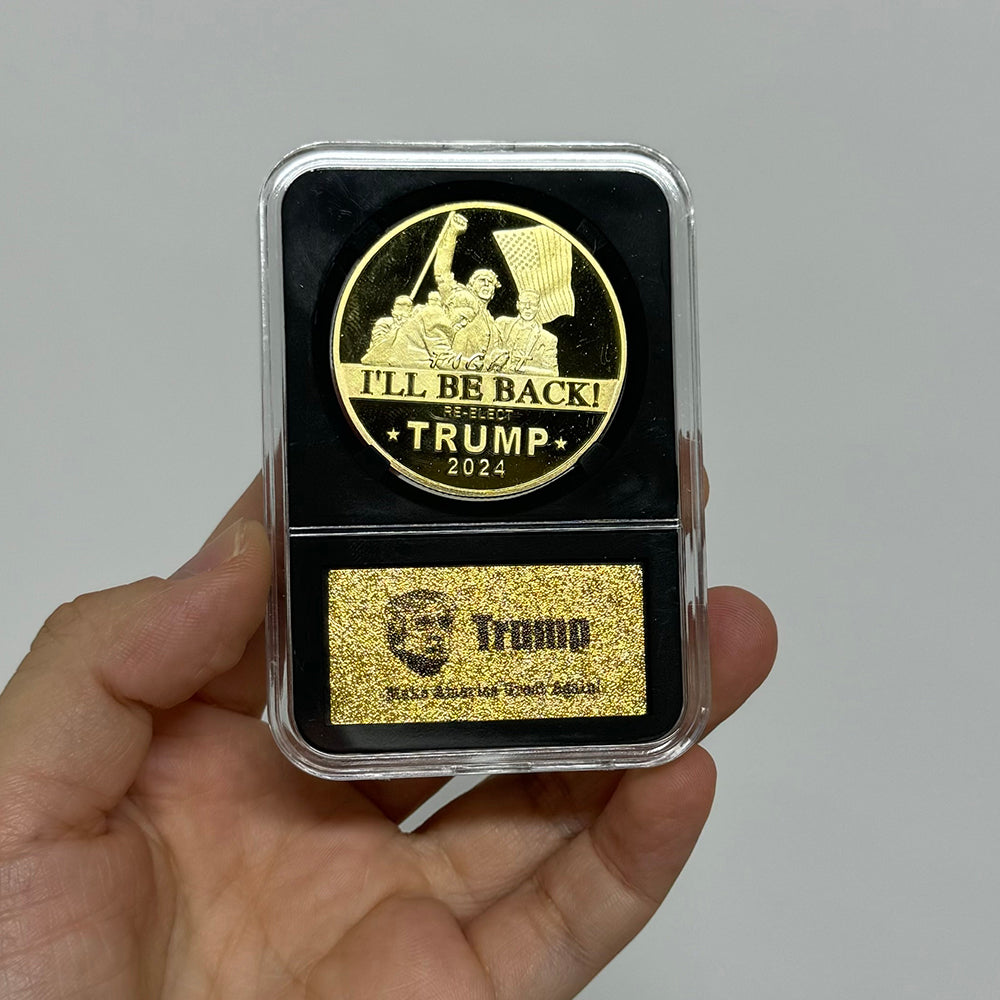 I'LL BE BACK!
RE-ELECT
★ TRUMP ★
2024
Trump
Make America Great Again!